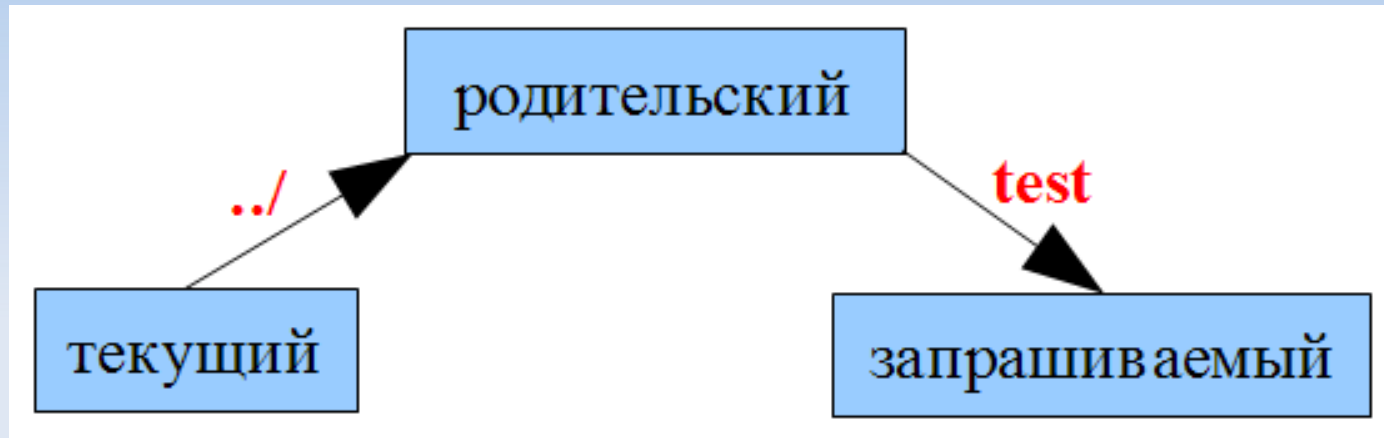 родительский
../
test
текущий
запрашиваемый